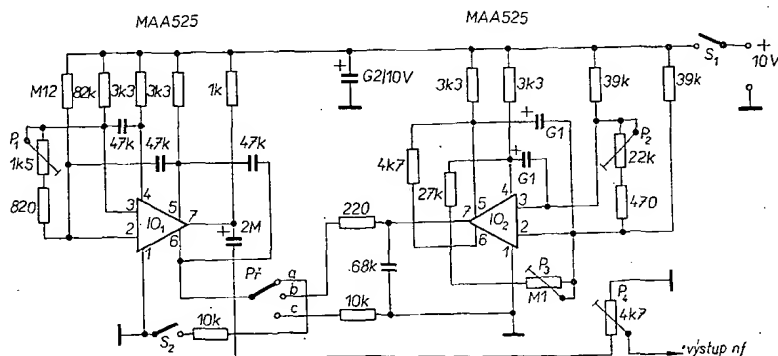 MAA525
MAA525
M12
82k
3k3
3k3
1k
G2/10V
3k3
3k3
39k
39k
S1
+
10V
P1
1k5
47k
47k
47k
G1
P2
22k
820
4k7
27k
G1
470
3
4
5
7
IO1
2
6
1
2M
220
5
4
3
7
IO2
6
1
2
Př
a
b
c
68k
P3
M1
P4
4k7
S2
10k
10k
výstup nf